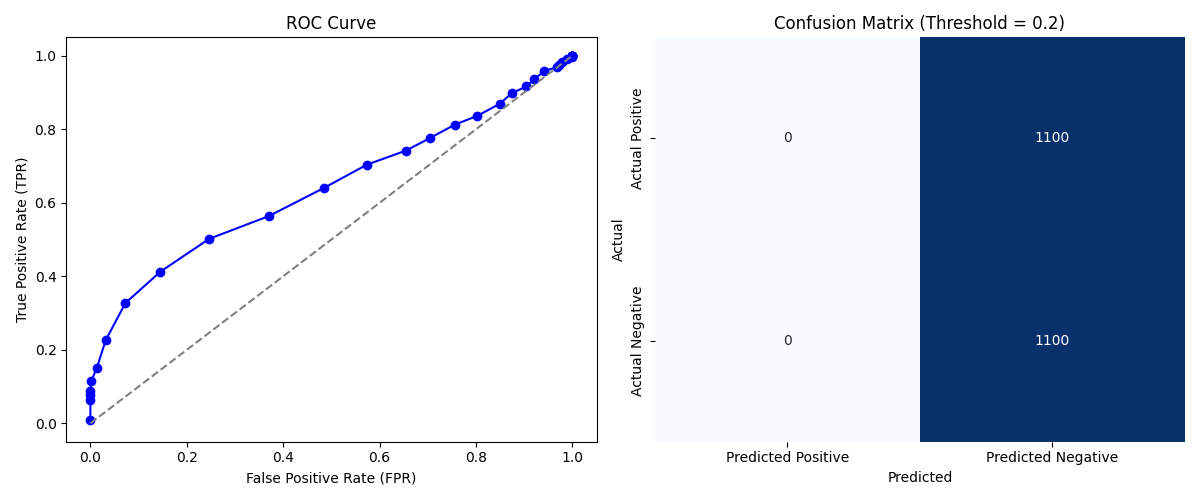 ROC Curve
1.0
0.8
0.6
0.4
0.2
0.0
True Positive Rate (TPR)
0.0 0.2 0.4 0.6 0.8 1.0
False Positive Rate (FPR)
Confusion Matrix (Threshold = 0.2)
Actual
Actual Positive
0 1100
Actual Negative
0 1100
Predicted Positive Predicted Negative
Predicted